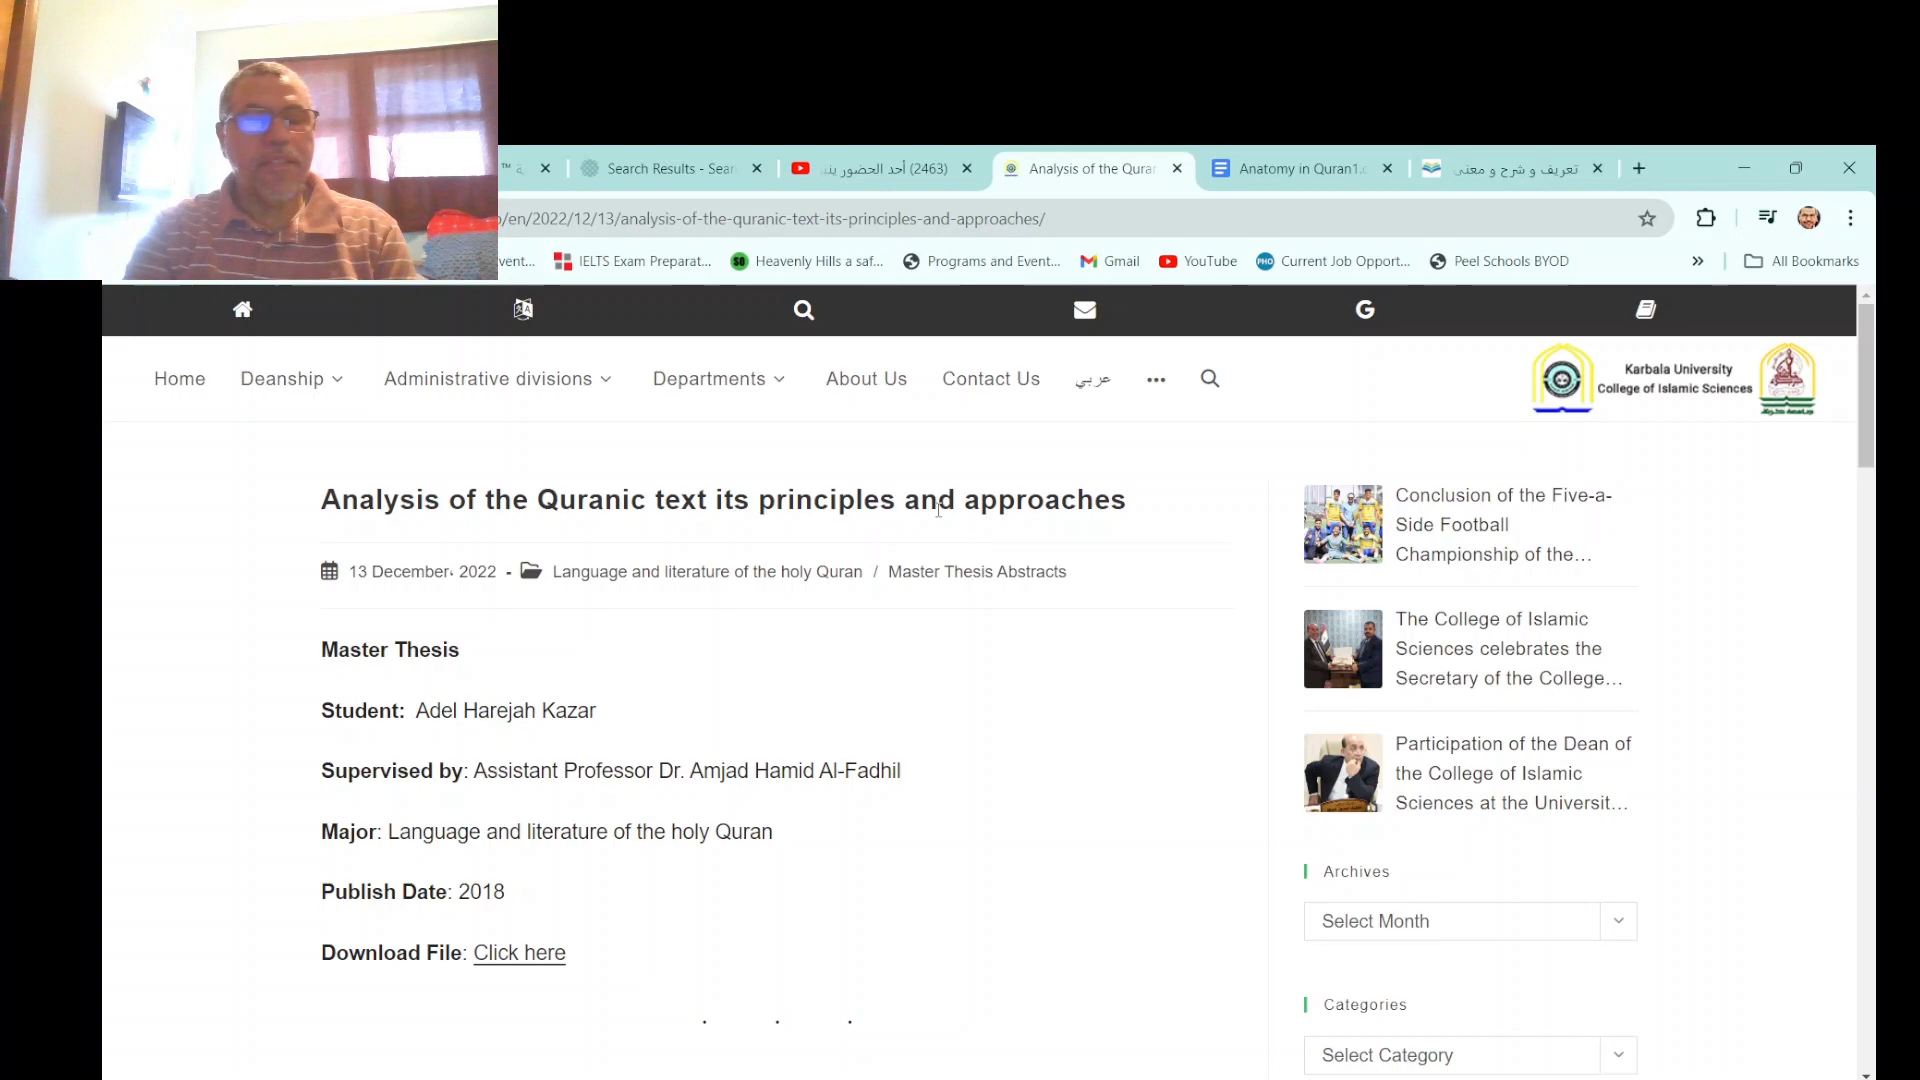 Search Results - Sear
(2463) أحد الحضور ينب
Analysis of the Qurar
Anatomy in Quran1.c
تعريف و شرح و معنى
/en/2022/12/13/analysis-of-the-quranic-text-its-principles-and-approaches/
vent...
IELTS Exam Preparat...
Heavenly Hills a saf...
Programs and Event...
Gmail
YouTube
PHO
Current Job Opport...
Peel Schools BYOD
»
All Bookmarks
Home
Deanship
Administrative divisions
Departments
About Us
Contact Us
عربي
Karbala University
College of Islamic Sciences
Analysis of the Quranic text its principles and approaches
13 December، 2022 - Language and literature of the holy Quran / Master Thesis Abstracts
Master Thesis
Student: Adel Harejah Kazar
Supervised by: Assistant Professor Dr. Amjad Hamid Al-Fadhil
Major: Language and literature of the holy Quran
Publish Date: 2018
Download File: Click here
. . .
Conclusion of the Five-a-
Side Football
Championship of the...
The College of Islamic
Sciences celebrates the
Secretary of the College...
Participation of the Dean of
the College of Islamic
Sciences at the Universit...
Archives
Select Month
Categories
Select Category